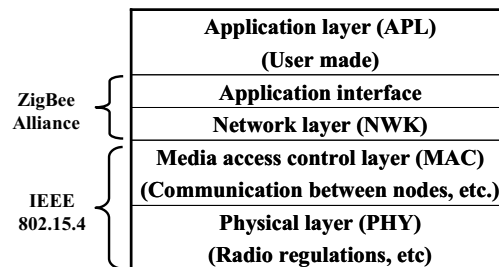 Application layer (APL)
(User made)
ZigBee
Alliance
Application interface
Network layer (NWK)
IEEE
802.15.4
Media access control layer (MAC)
(Communication between nodes, etc.)
Physical layer (PHY)
(Radio regulations, etc)